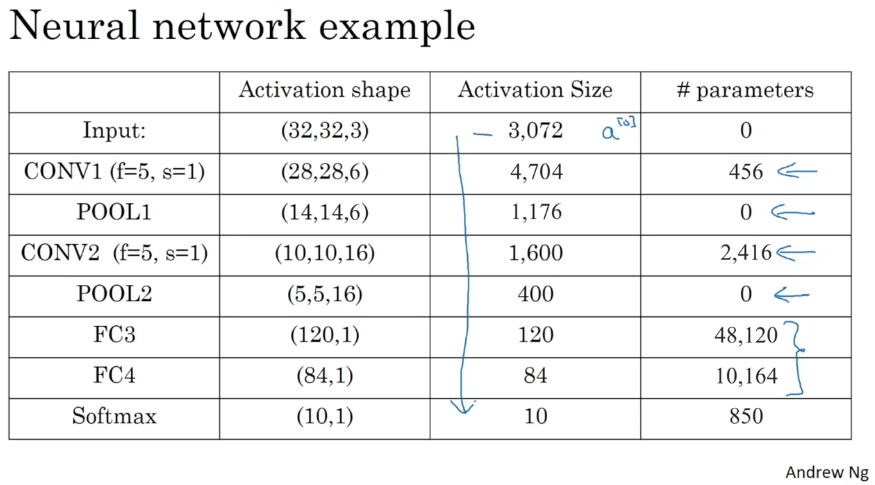 Neural network example
Activation shape Activation Size # parameters
Input: (32,32,3) — 3,072 a[0] 0
CONV1 (f=5, s=1) (28,28,6) 4,704 456 ←
POOL1 (14,14,6) 1,176 0 ←
CONV2 (f=5, s=1) (10,10,16) 1,600 2,416 ←
POOL2 (5,5,16) 400 0 ←
FC3 (120,1) 120 48,120
FC4 (84,1) 84 10,164
Softmax (10,1) 10 850
Andrew Ng